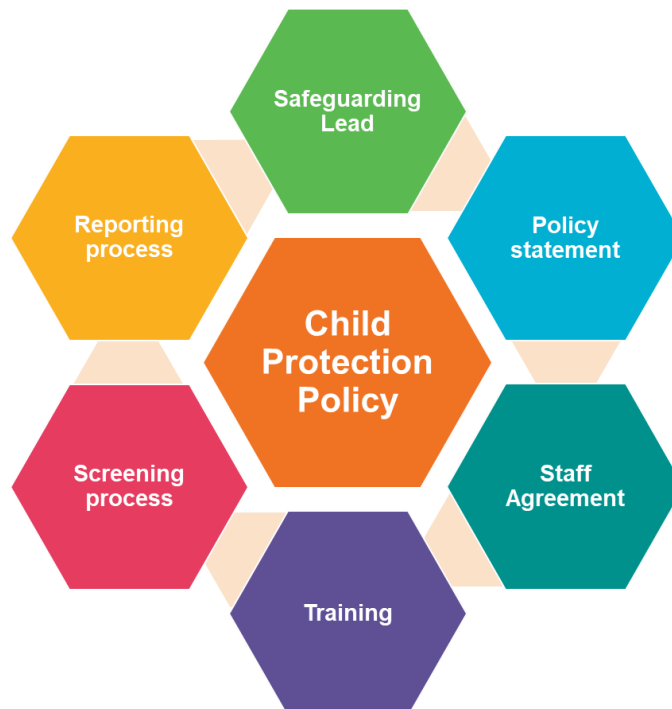 Safeguarding
Lead
Policy
statement
Staff
Agreement
Training
Screening
process
Reporting
process
Child
Protection
Policy